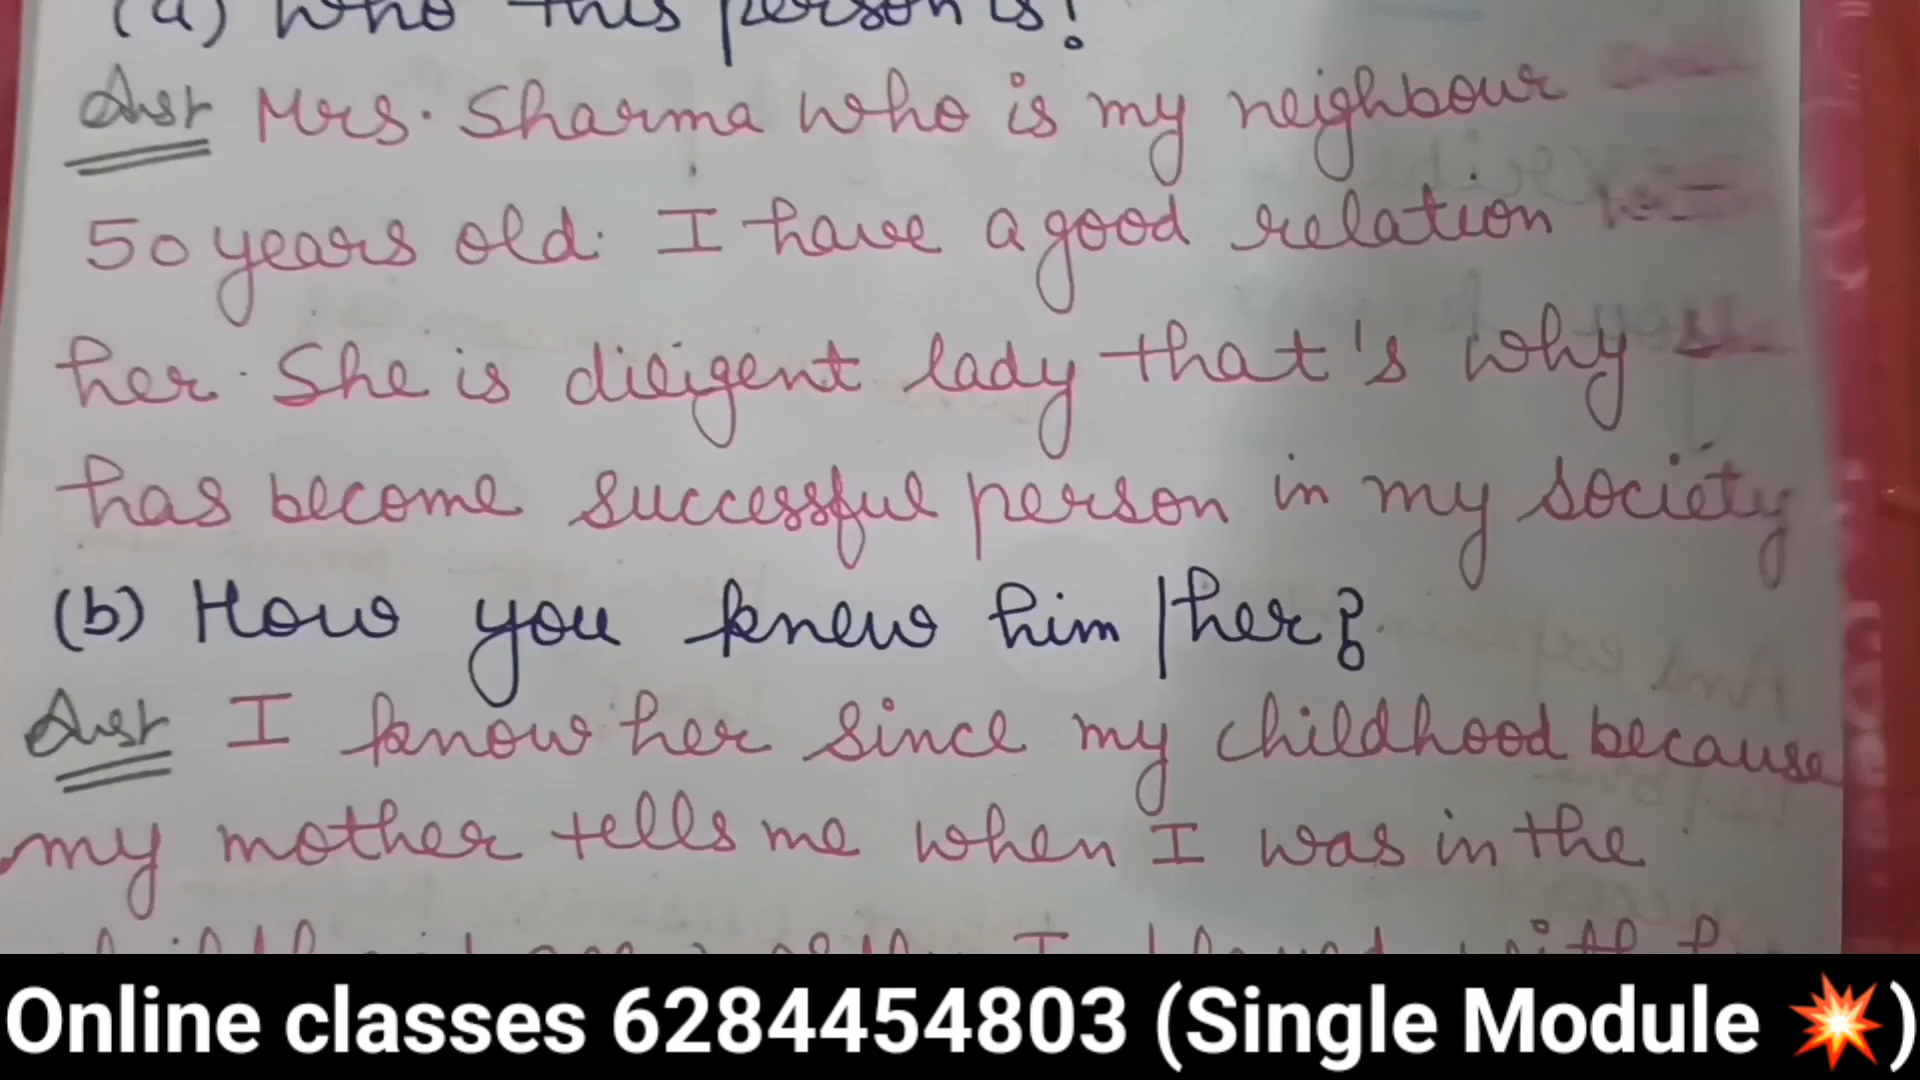 (a) Who this person is?
Ans: Mrs. Sharma who is my neighbour
50 years old. I have a good relation
her. She is diligent lady that's why
has become successful person in my society
(b) How you knew him/her?
Ans: I know her since my childhood because
my mother tells me when I was in the
Online classes 6284454803 (Single Module 💥)